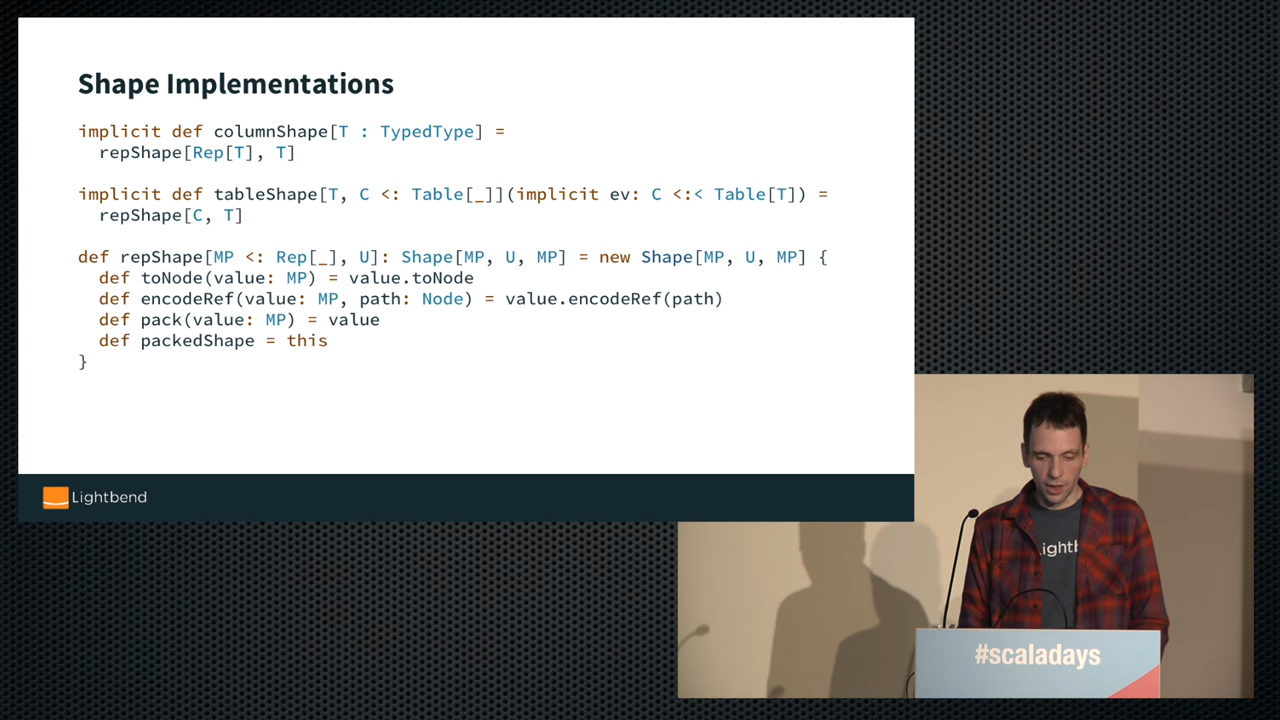 Shape Implementations
implicit def columnShape[T : TypedType] =
  repShape[Rep[T], T]
implicit def tableShape[T, C <: Table[_]](implicit ev: C <:< Table[T]) =
  repShape[C, T]
def repShape[MP <: Rep[_], U]: Shape[MP, U, MP] = new Shape[MP, U, MP] {
  def toNode(value: MP) = value.toNode
  def encodeRef(value: MP, path: Node) = value.encodeRef(path)
  def pack(value: MP) = value
  def packedShape = this
}
Lightbend
Lightb
#scaladays